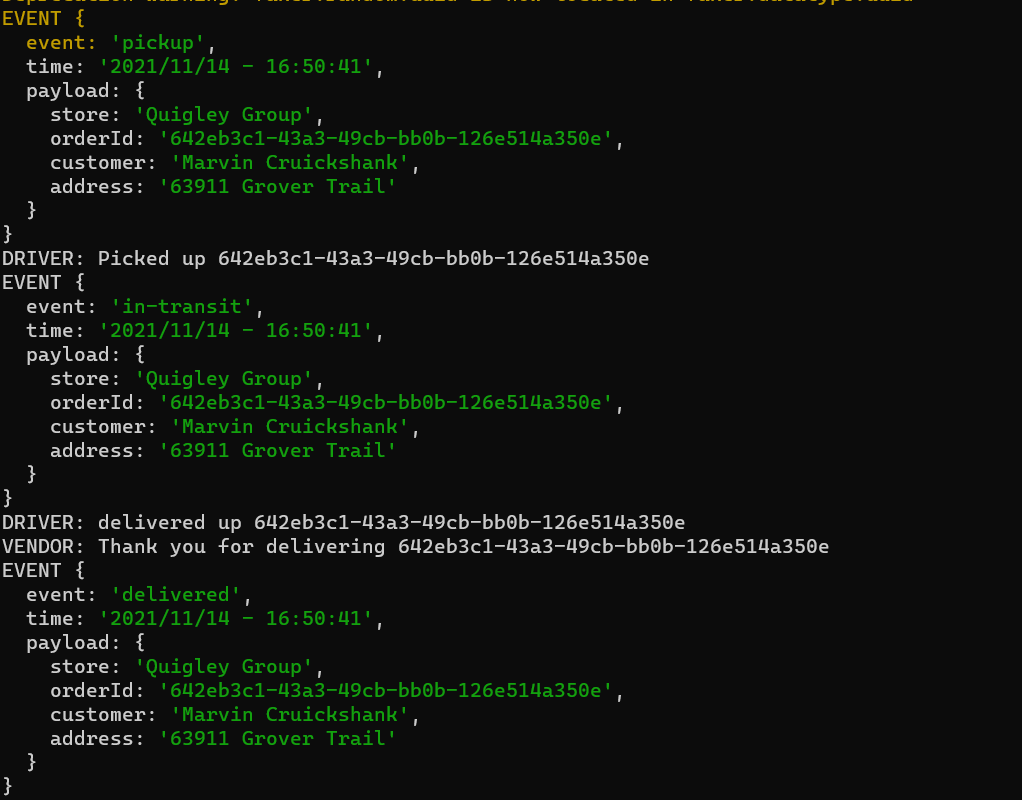 EVENT {
  event: 'pickup',
  time: '2021/11/14 - 16:50:41',
  payload: {
    store: 'Quigley Group',
    orderId: '642eb3c1-43a3-49cb-bb0b-126e514a350e',
    customer: 'Marvin Cruickshank',
    address: '63911 Grover Trail'
  }
}
DRIVER: Picked up 642eb3c1-43a3-49cb-bb0b-126e514a350e
EVENT {
  event: 'in-transit',
  time: '2021/11/14 - 16:50:41',
  payload: {
    store: 'Quigley Group',
    orderId: '642eb3c1-43a3-49cb-bb0b-126e514a350e',
    customer: 'Marvin Cruickshank',
    address: '63911 Grover Trail'
  }
}
DRIVER: delivered up 642eb3c1-43a3-49cb-bb0b-126e514a350e
VENDOR: Thank you for delivering 642eb3c1-43a3-49cb-bb0b-126e514a350e
EVENT {
  event: 'delivered',
  time: '2021/11/14 - 16:50:41',
  payload: {
    store: 'Quigley Group',
    orderId: '642eb3c1-43a3-49cb-bb0b-126e514a350e',
    customer: 'Marvin Cruickshank',
    address: '63911 Grover Trail'
  }
}